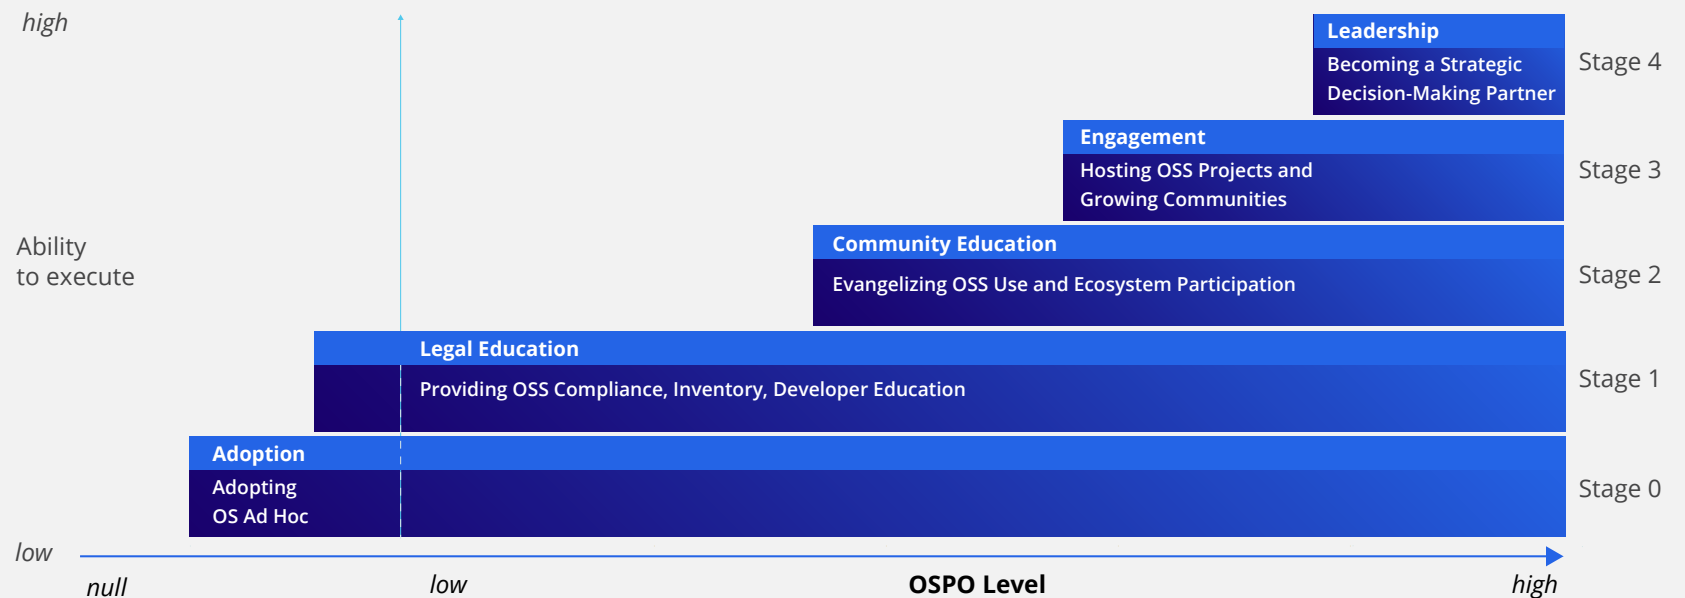 high
Leadership
Becoming a Strategic
Decision-Making Partner
Stage 4
Engagement
Hosting OSS Projects and
Growing Communities
Stage 3
Ability
to execute
Community Education
Evangelizing OSS Use and Ecosystem Participation
Stage 2
Legal Education
Providing OSS Compliance, Inventory, Developer Education
Stage 1
Adoption
Adopting
OS Ad Hoc
Stage 0
low
null
low
OSPO Level
high